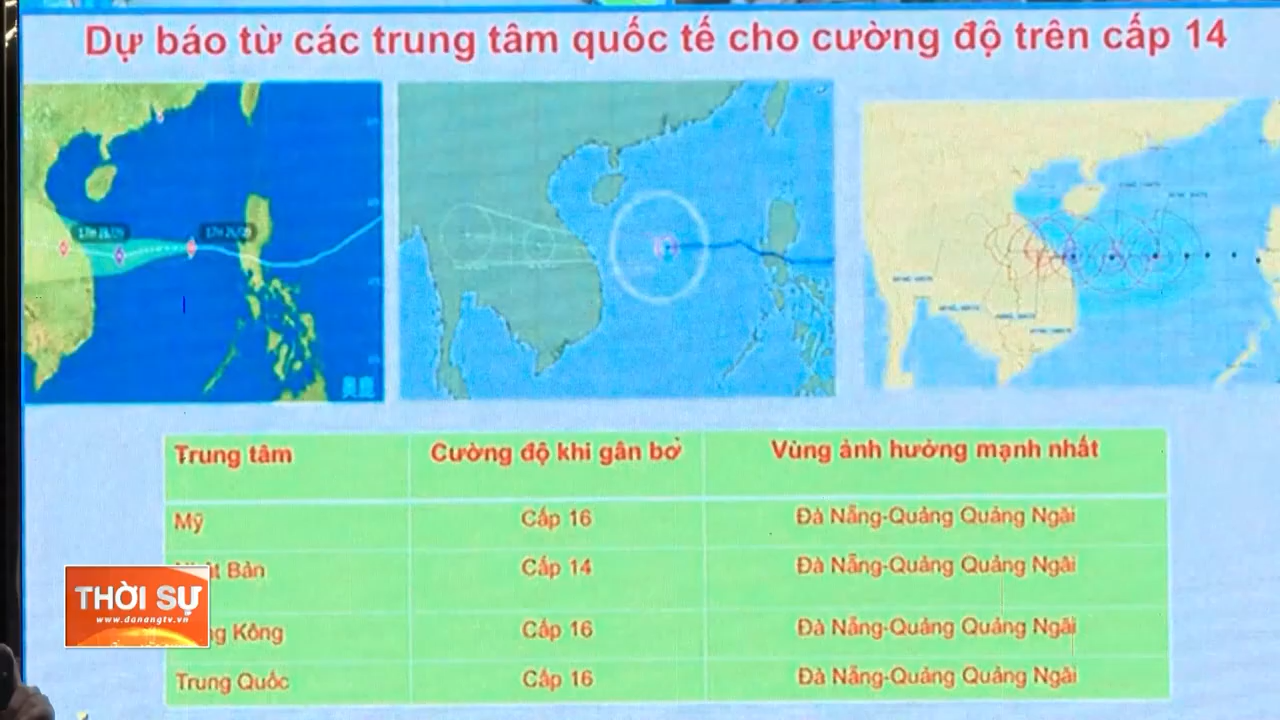 Dự báo từ các trung tâm quốc tế cho cường độ trên cấp 14
Trung tâm Cường độ khi gần bờ Vùng ảnh hưởng mạnh nhất
Mỹ Cấp 16 Đà Nẵng-Quảng Quảng Ngãi
Bản Cấp 14 Đà Nẵng-Quảng Quảng Ngãi
Kông Cấp 16 Đà Nẵng-Quảng Quảng Ngãi
Trung Quốc Cấp 16 Đà Nẵng-Quảng Quảng Ngãi
THỜI SỰ
www.danangtv.vn